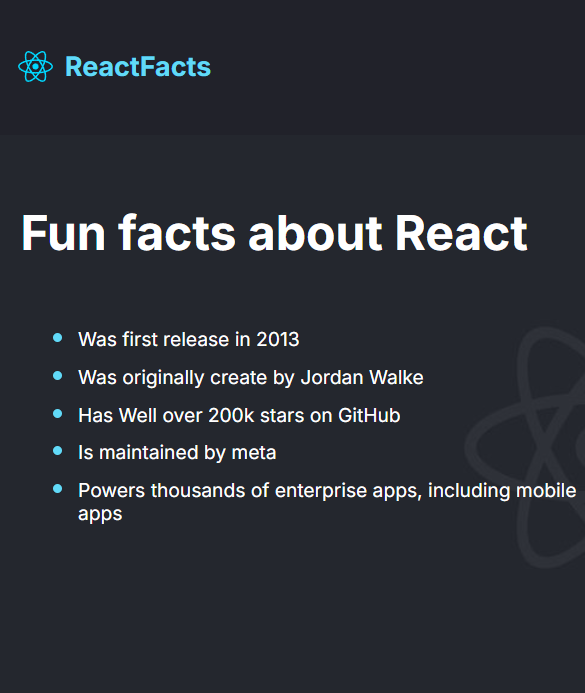 ReactFacts
Fun facts about React
Was first release in 2013
Was originally create by Jordan Walke
Has Well over 200k stars on GitHub
Is maintained by meta
Powers thousands of enterprise apps, including mobile
apps